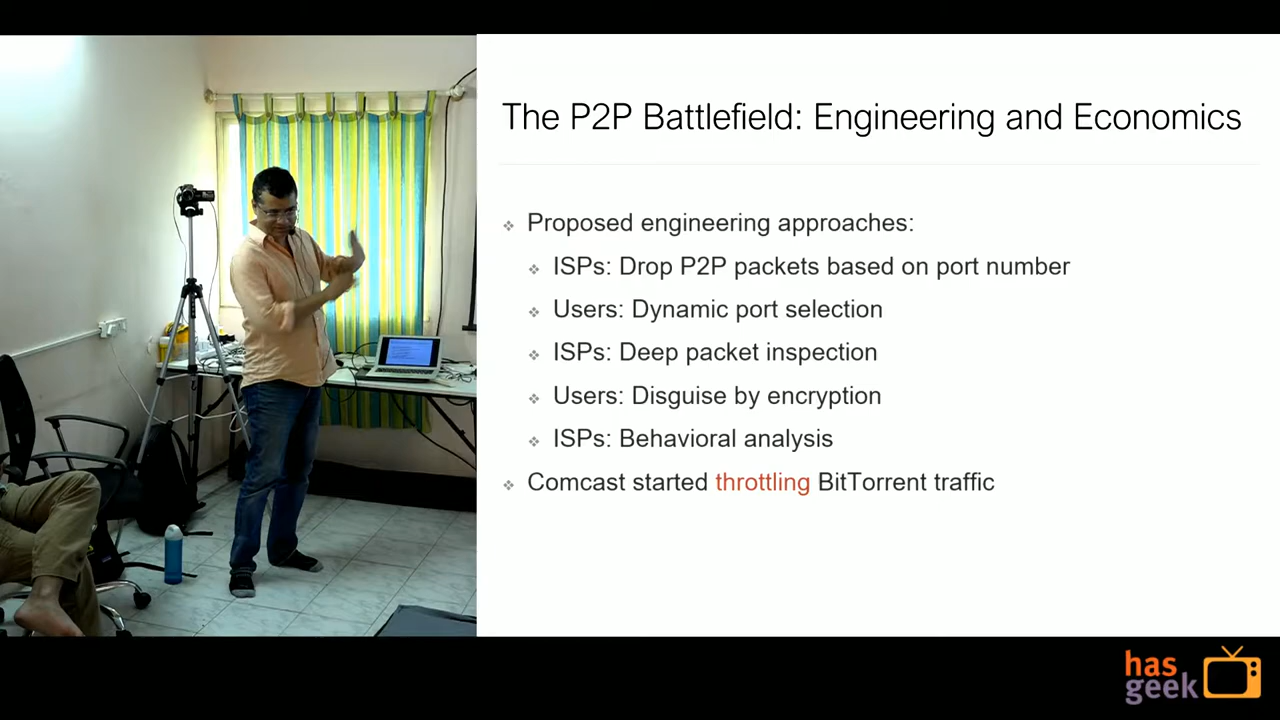 The P2P Battlefield: Engineering and Economics
Proposed engineering approaches:
ISPs: Drop P2P packets based on port number
Users: Dynamic port selection
ISPs: Deep packet inspection
Users: Disguise by encryption
ISPs: Behavioral analysis
Comcast started throttling BitTorrent traffic
has
geek